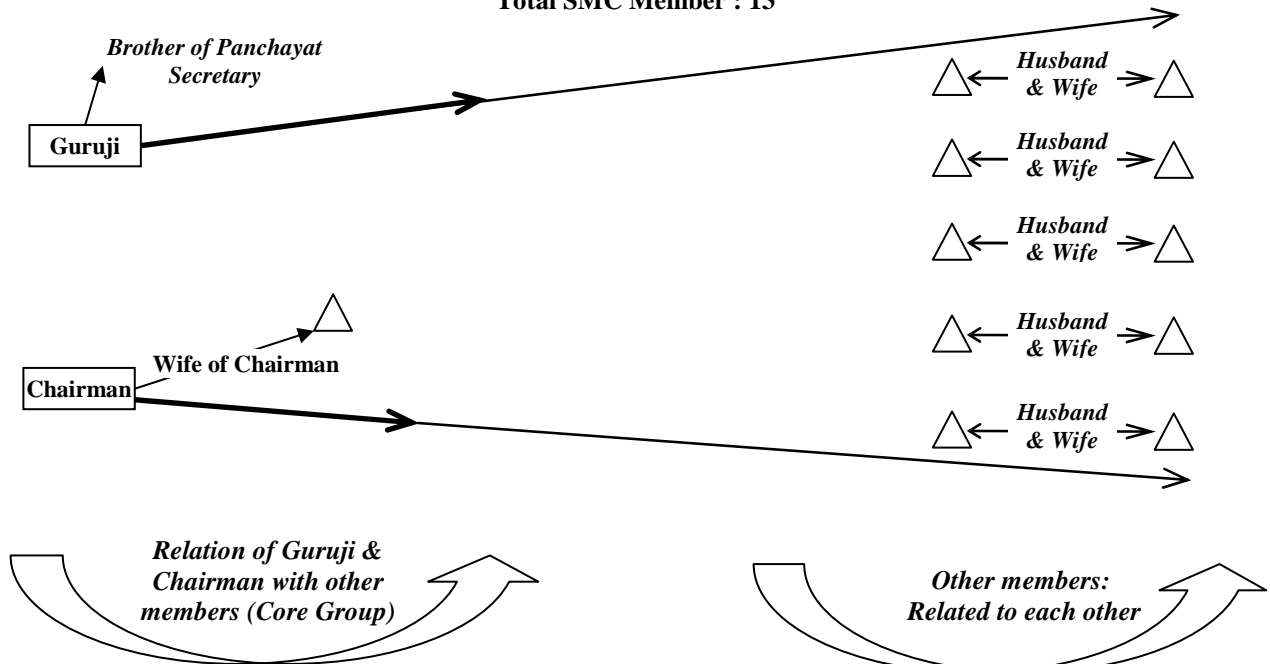 Total SMC Member : 13
Brother of Panchayat
Secretary
Guruji
Husband
& Wife
Husband
& Wife
Husband
& Wife
Husband
& Wife
Wife of Chairman
Chairman
Husband
& Wife
Relation of Guruji &
Chairman with other
members (Core Group)
Other members:
Related to each other